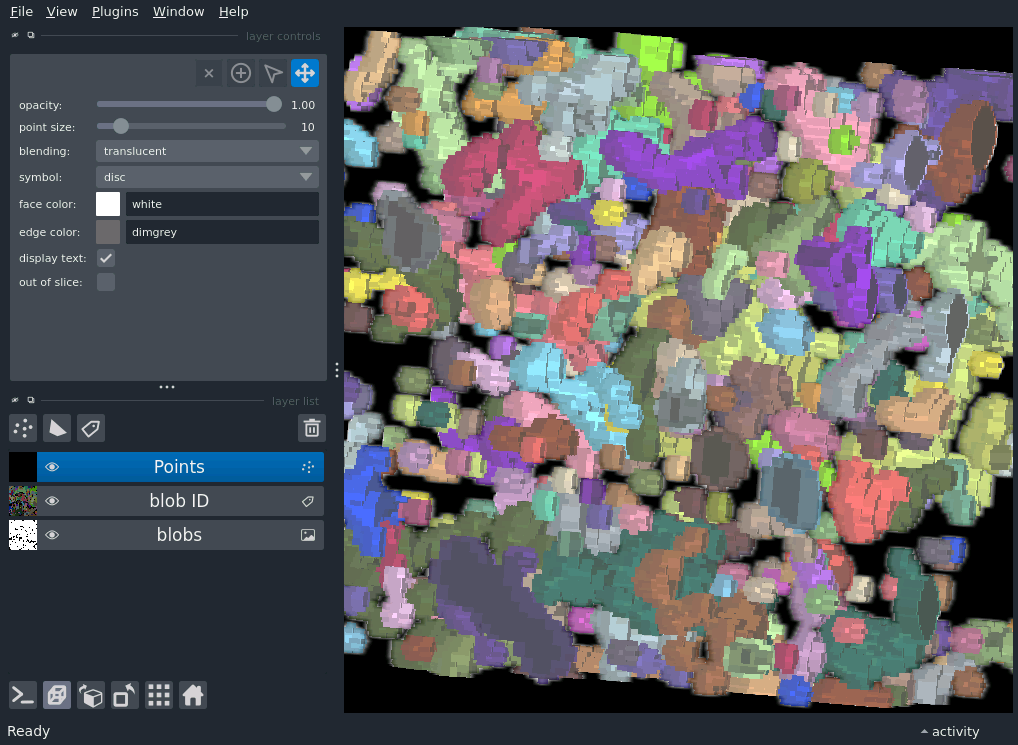 File View Plugins Window Help
layer controls
opacity: 1.00
point size: 10
blending: translucent
symbol: disc
face color: white
edge color: dimgrey
display text:
out of slice:
layer list
Points
blob ID
blobs
Ready
activity